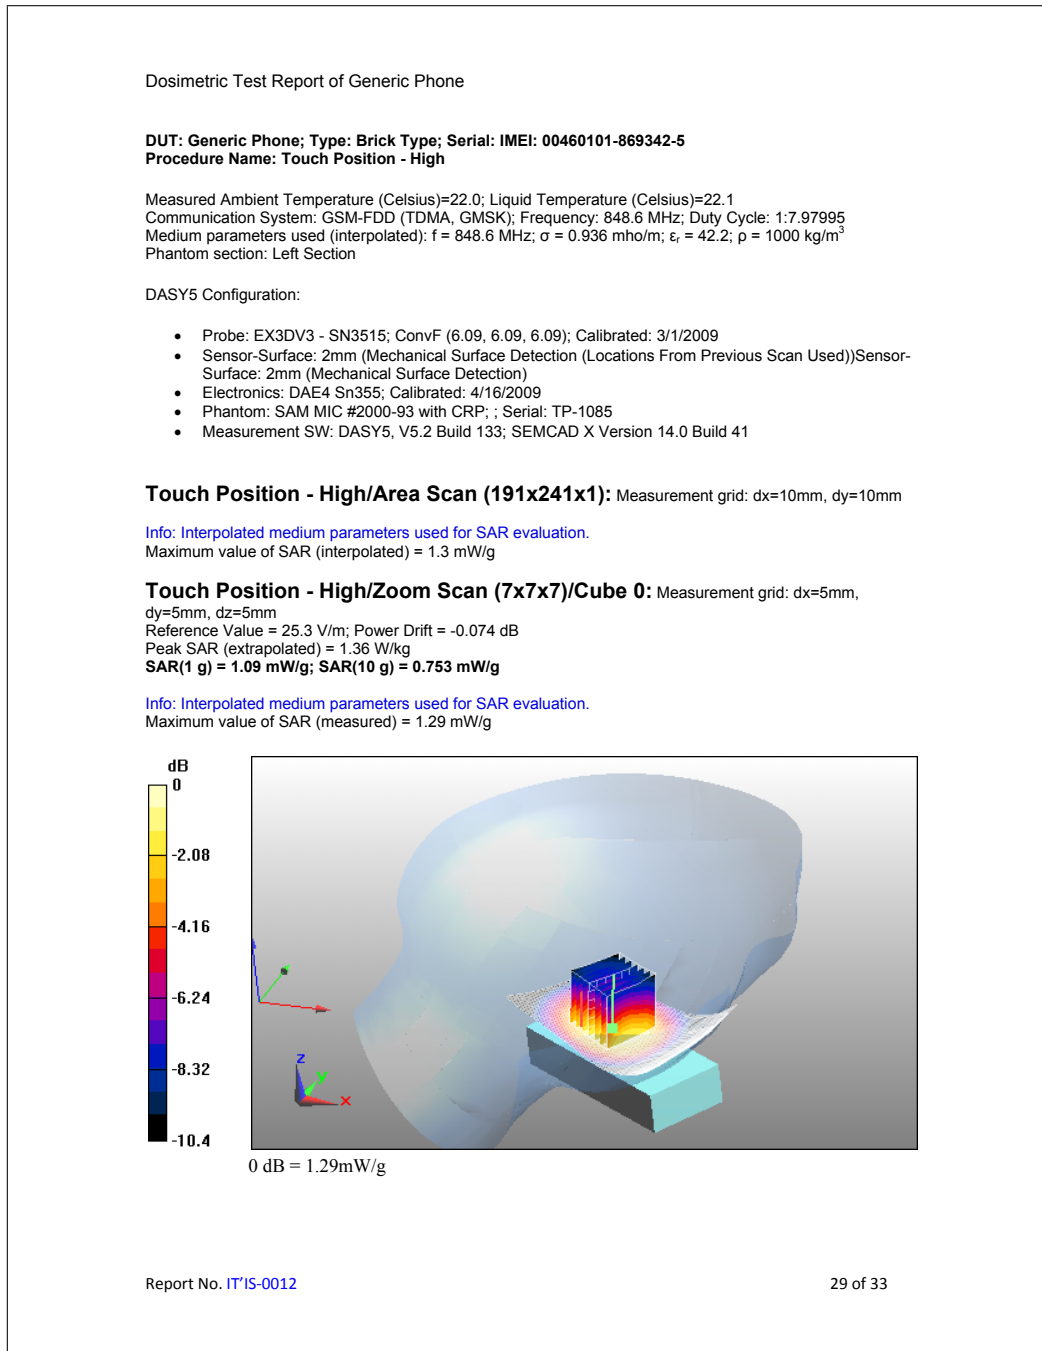 Dosimetric Test Report of Generic Phone
DUT: Generic Phone; Type: Brick Type; Serial: IMEI: 00460101-869342-5
Procedure Name: Touch Position - High
Measured Ambient Temperature (Celsius)=22.0; Liquid Temperature (Celsius)=22.1
Communication System: GSM-FDD (TDMA, GMSK); Frequency: 848.6 MHz; Duty Cycle: 1:7.97995
Medium parameters used (interpolated): f = 848.6 MHz; σ = 0.936 mho/m; εr = 42.2; ρ = 1000 kg/m³
Phantom section: Left Section
DASY5 Configuration:
• Probe: EX3DV3 - SN3515; ConvF (6.09, 6.09, 6.09); Calibrated: 3/1/2009
• Sensor-Surface: 2mm (Mechanical Surface Detection (Locations From Previous Scan Used))Sensor-
Surface: 2mm (Mechanical Surface Detection)
• Electronics: DAE4 Sn355; Calibrated: 4/16/2009
• Phantom: SAM MIC #2000-93 with CRP; ; Serial: TP-1085
• Measurement SW: DASY5, V5.2 Build 133; SEMCAD X Version 14.0 Build 41
Touch Position - High/Area Scan (191x241x1): Measurement grid: dx=10mm, dy=10mm
Info: Interpolated medium parameters used for SAR evaluation.
Maximum value of SAR (interpolated) = 1.3 mW/g
Touch Position - High/Zoom Scan (7x7x7)/Cube 0: Measurement grid: dx=5mm,
dy=5mm, dz=5mm
Reference Value = 25.3 V/m; Power Drift = -0.074 dB
Peak SAR (extrapolated) = 1.36 W/kg
SAR(1 g) = 1.09 mW/g; SAR(10 g) = 0.753 mW/g
Info: Interpolated medium parameters used for SAR evaluation.
Maximum value of SAR (measured) = 1.29 mW/g
dB
0
-2.08
-4.16
-6.24
-8.32
-10.4
z
y
x
0 dB = 1.29mW/g
Report No. IT'IS-0012 29 of 33